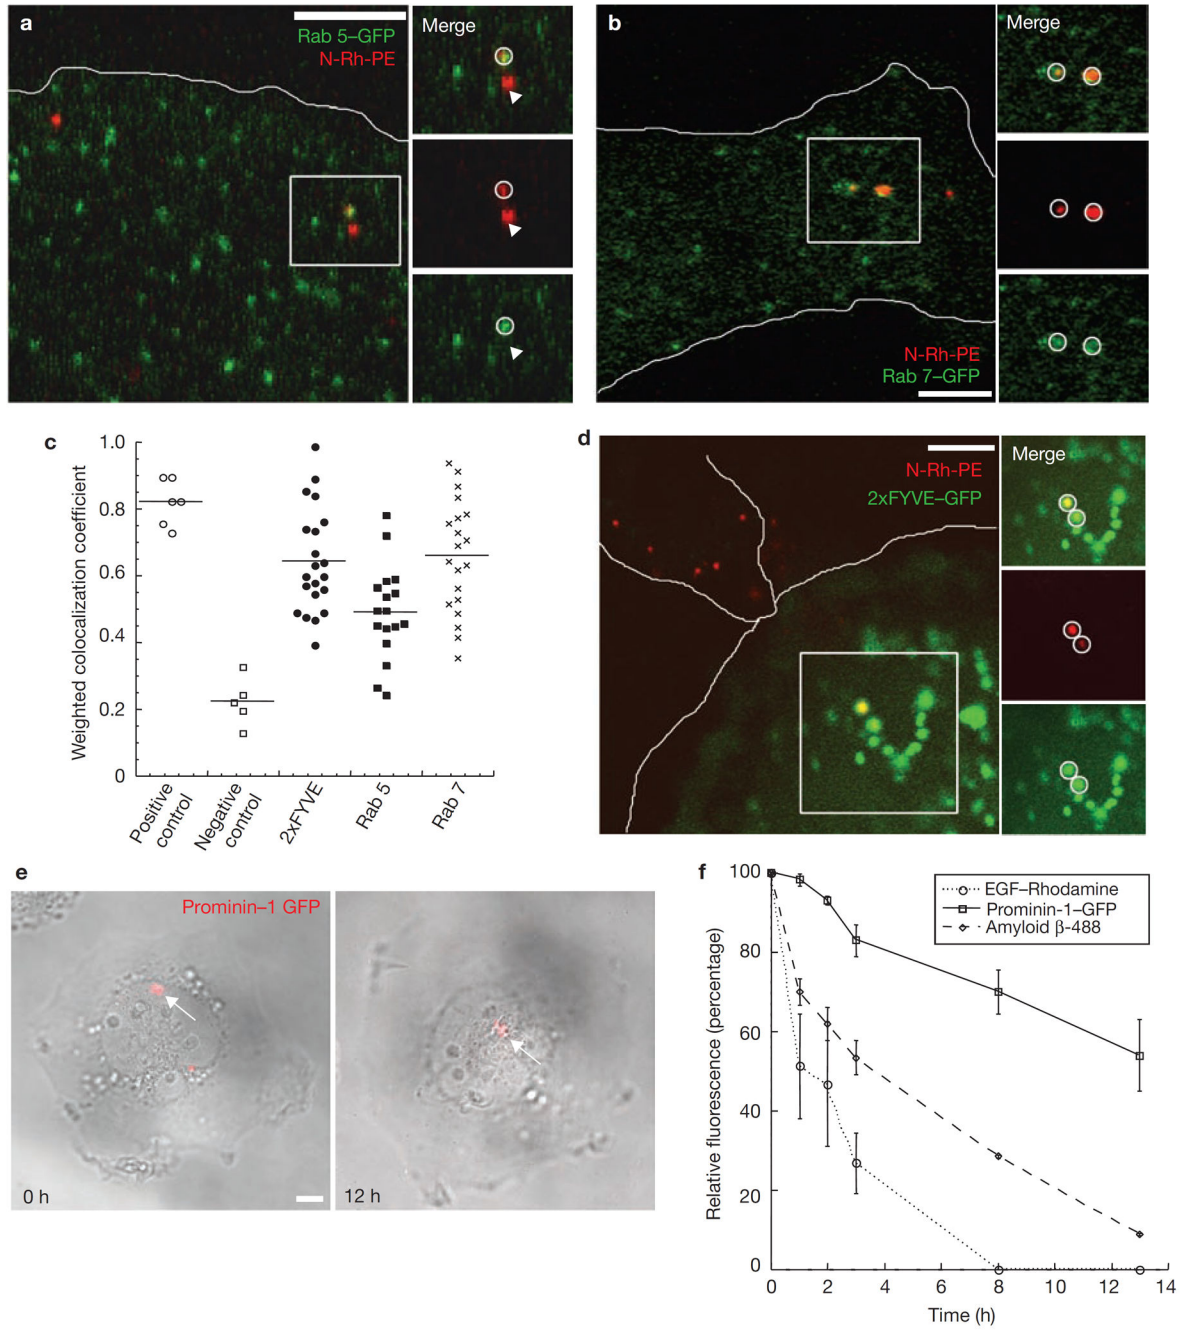 a
Rab 5–GFP
N-Rh-PE
Merge
b
N-Rh-PE
Rab 7–GFP
Merge
c
Weighted colocalization coefficient
1.0
0.8
0.6
0.4
0.2
0
Positive
control
Negative
control
2xFYVE
Rab 5
Rab 7
d
N-Rh-PE
2xFYVE–GFP
Merge
e
Prominin–1 GFP
0 h
12 h
f
Relative fluorescence (percentage)
100
80
60
40
20
0
EGF–Rhodamine
Prominin-1–GFP
Amyloid β-488
0 2 4 6 8 10 12 14
Time (h)